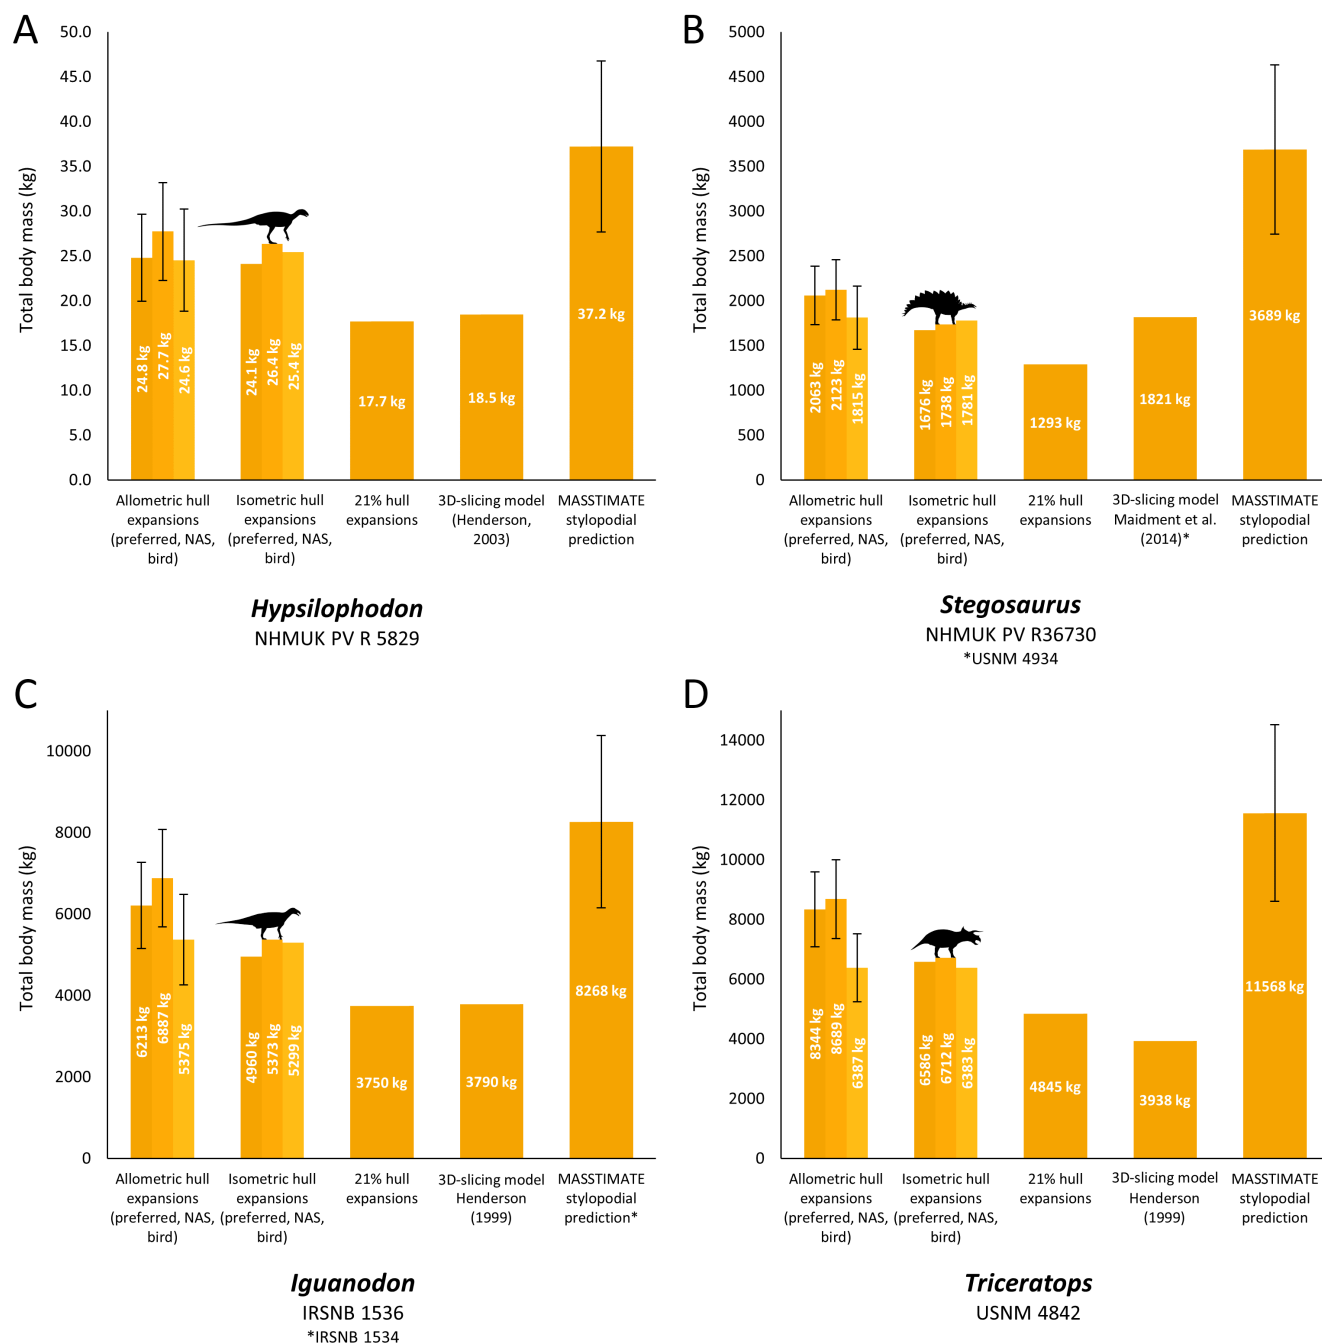 A
50.0
45.0
40.0
35.0
30.0
25.0
20.0
15.0
10.0
5.0
0.0
Total body mass (kg)
24.8 kg
27.7 kg
24.6 kg
24.1 kg
26.4 kg
25.4 kg
17.7 kg
18.5 kg
37.2 kg
Allometric hull
expansions
(preferred, NAS,
bird)
Isometric hull
expansions
(preferred, NAS,
bird)
21% hull
expansions
3D-slicing model
(Henderson,
2003)
MASSTIMATE
stylopodial
prediction
Hypsilophodon
NHMUK PV R 5829
B
5000
4500
4000
3500
3000
2500
2000
1500
1000
500
0
Total body mass (kg)
2063 kg
2123 kg
1815 kg
1676 kg
1738 kg
1781 kg
1293 kg
1821 kg
3689 kg
Allometric hull
expansions
(preferred, NAS,
bird)
Isometric hull
expansions
(preferred, NAS,
bird)
21% hull
expansions
3D-slicing model
Maidment et al.
(2014)*
MASSTIMATE
stylopodial
prediction
Stegosaurus
NHMUK PV R36730
*USNM 4934
C
10000
8000
6000
4000
2000
0
Total body mass (kg)
6213 kg
6887 kg
5375 kg
4960 kg
5373 kg
5299 kg
3750 kg
3790 kg
8268 kg
Allometric hull
expansions
(preferred, NAS,
bird)
Isometric hull
expansions
(preferred, NAS,
bird)
21% hull
expansions
3D-slicing model
Henderson
(1999)
MASSTIMATE
stylopodial
prediction*
Iguanodon
IRSNB 1536
*IRSNB 1534
D
14000
12000
10000
8000
6000
4000
2000
0
Total body mass (kg)
8344 kg
8689 kg
6387 kg
6586 kg
6712 kg
6383 kg
4845 kg
3938 kg
11568 kg
Allometric hull
expansions
(preferred, NAS,
bird)
Isometric hull
expansions
(preferred, NAS,
bird)
21% hull
expansions
3D-slicing model
Henderson
(1999)
MASSTIMATE
stylopodial
prediction
Triceratops
USNM 4842